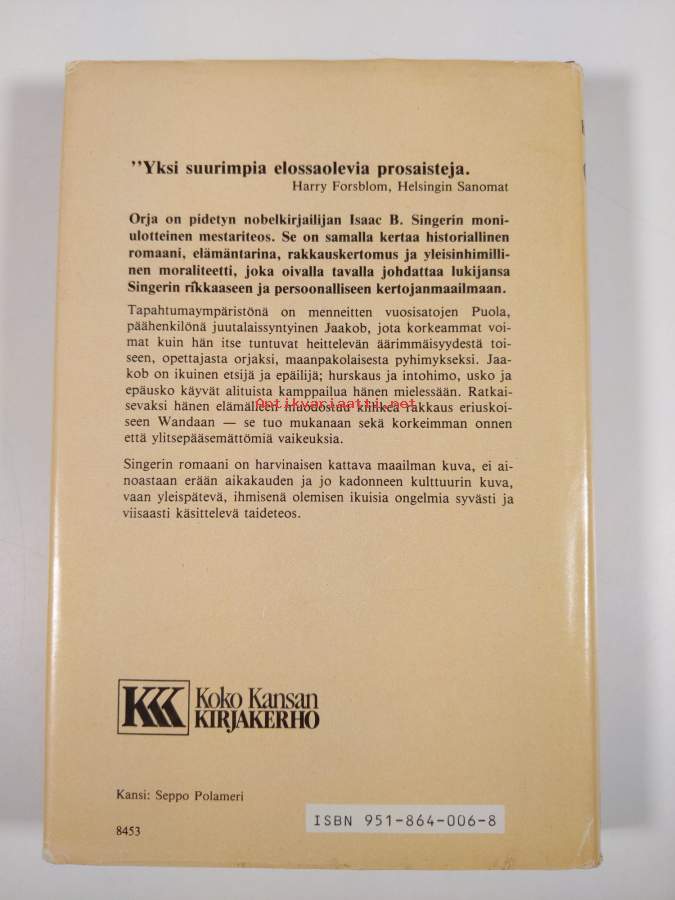 ”Yksi suurimpia elossaolevia prosaisteja.
Harry Forsblom, Helsingin Sanomat
Orja on pidetyn nobelkirjailijan Isaac B. Singerin moni-
ulotteinen mestariteos. Se on samalla kertaa historiallinen
romaani, elämäntarina, rakkauskertomus ja yleisinhimilli-
nen moraliteetti, joka oivalla tavalla johdattaa lukijansa
Singerin rikkaaseen ja persoonalliseen kertojanmaailmaan.
Tapahtumaympäristönä on menneitten vuosisatojen Puola,
päähenkilönä juutalaissyntyinen Jaakob, jota korkeammat voi-
mat kuin hän itse tuntuvat heittelevän äärimmäisyydestä toi-
seen, opettajasta orjaksi, maanpakolaisesta pyhimykseksi. Jaa-
kob on ikuinen etsijä ja epäilijä; hurskaus ja intohimo, usko ja
epäusko käyvät alituista kamppailua hänen mielessään. Ratkai-
sevaksi hänen elämälleen muodostuu kiihkeä rakkaus eriuskoi-
Antikvariaatti.net
seen Wandaan — se tuo mukanaan sekä korkeimman onnen
että ylitsepääsemättömiä vaikeuksia.
Singerin romaani on harvinaisen kattava maailman kuva, ei ai-
noastaan erään aikakauden ja jo kadonneen kulttuurin kuva,
vaan yleispätevä, ihmisenä olemisen ikuisia ongelmia syvästi ja
viisaasti käsittelevä taideteos.
KKK Koko Kansan
KIRJAKERHO
Kansi: Seppo Polameri
ISBN 951-864-006-8
8453